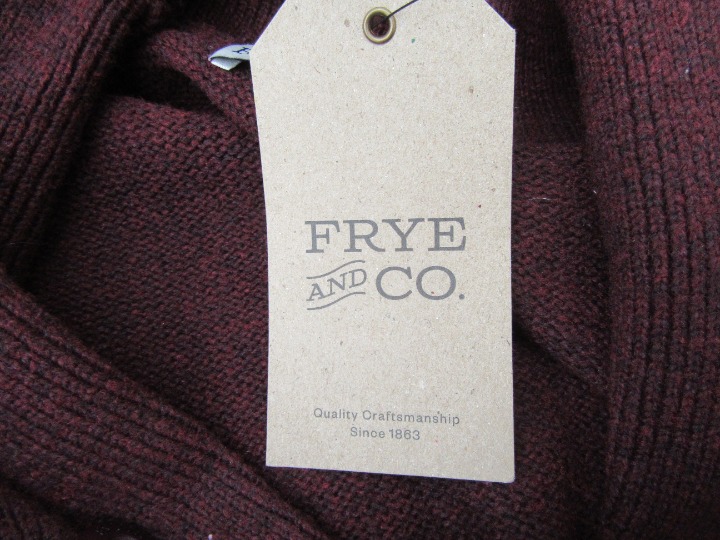 FRYE
AND CO.
Quality Craftsmanship
Since 1863